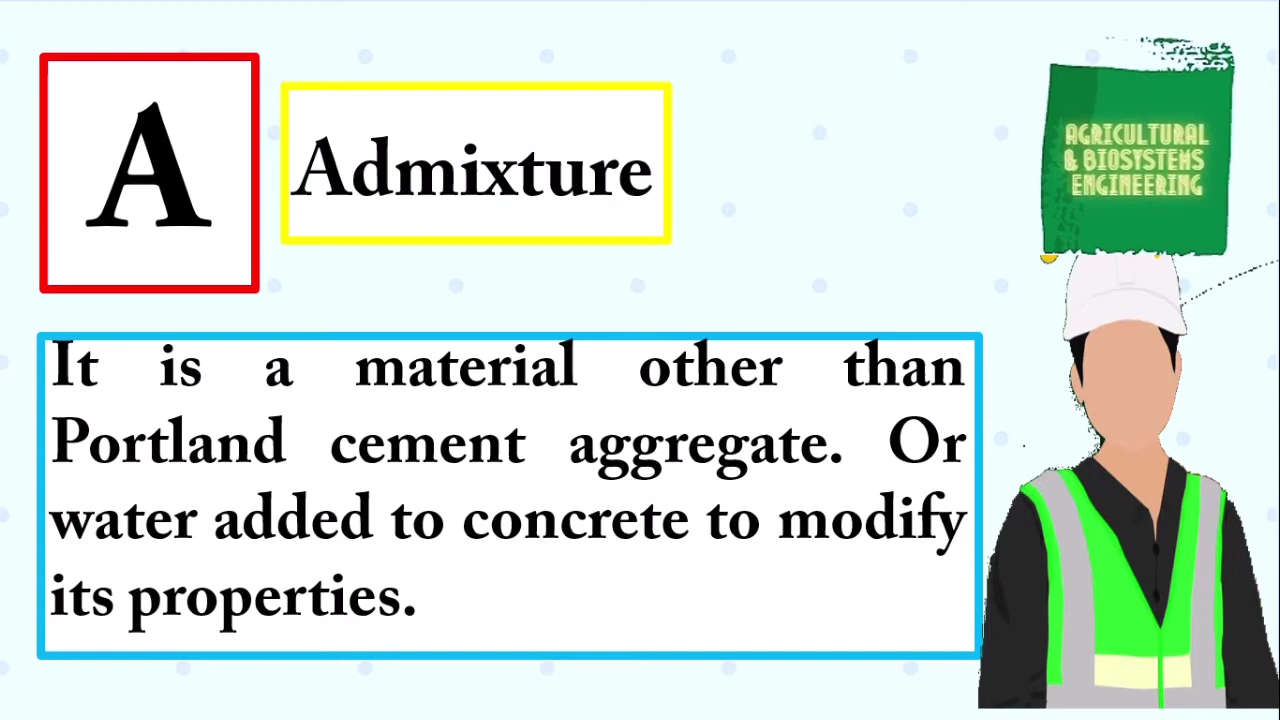 A
Admixture
AGRICULTURAL
& BIOSYSTEMS
ENGINEERING
It is a material other than
Portland cement aggregate. Or
water added to concrete to modify
its properties.